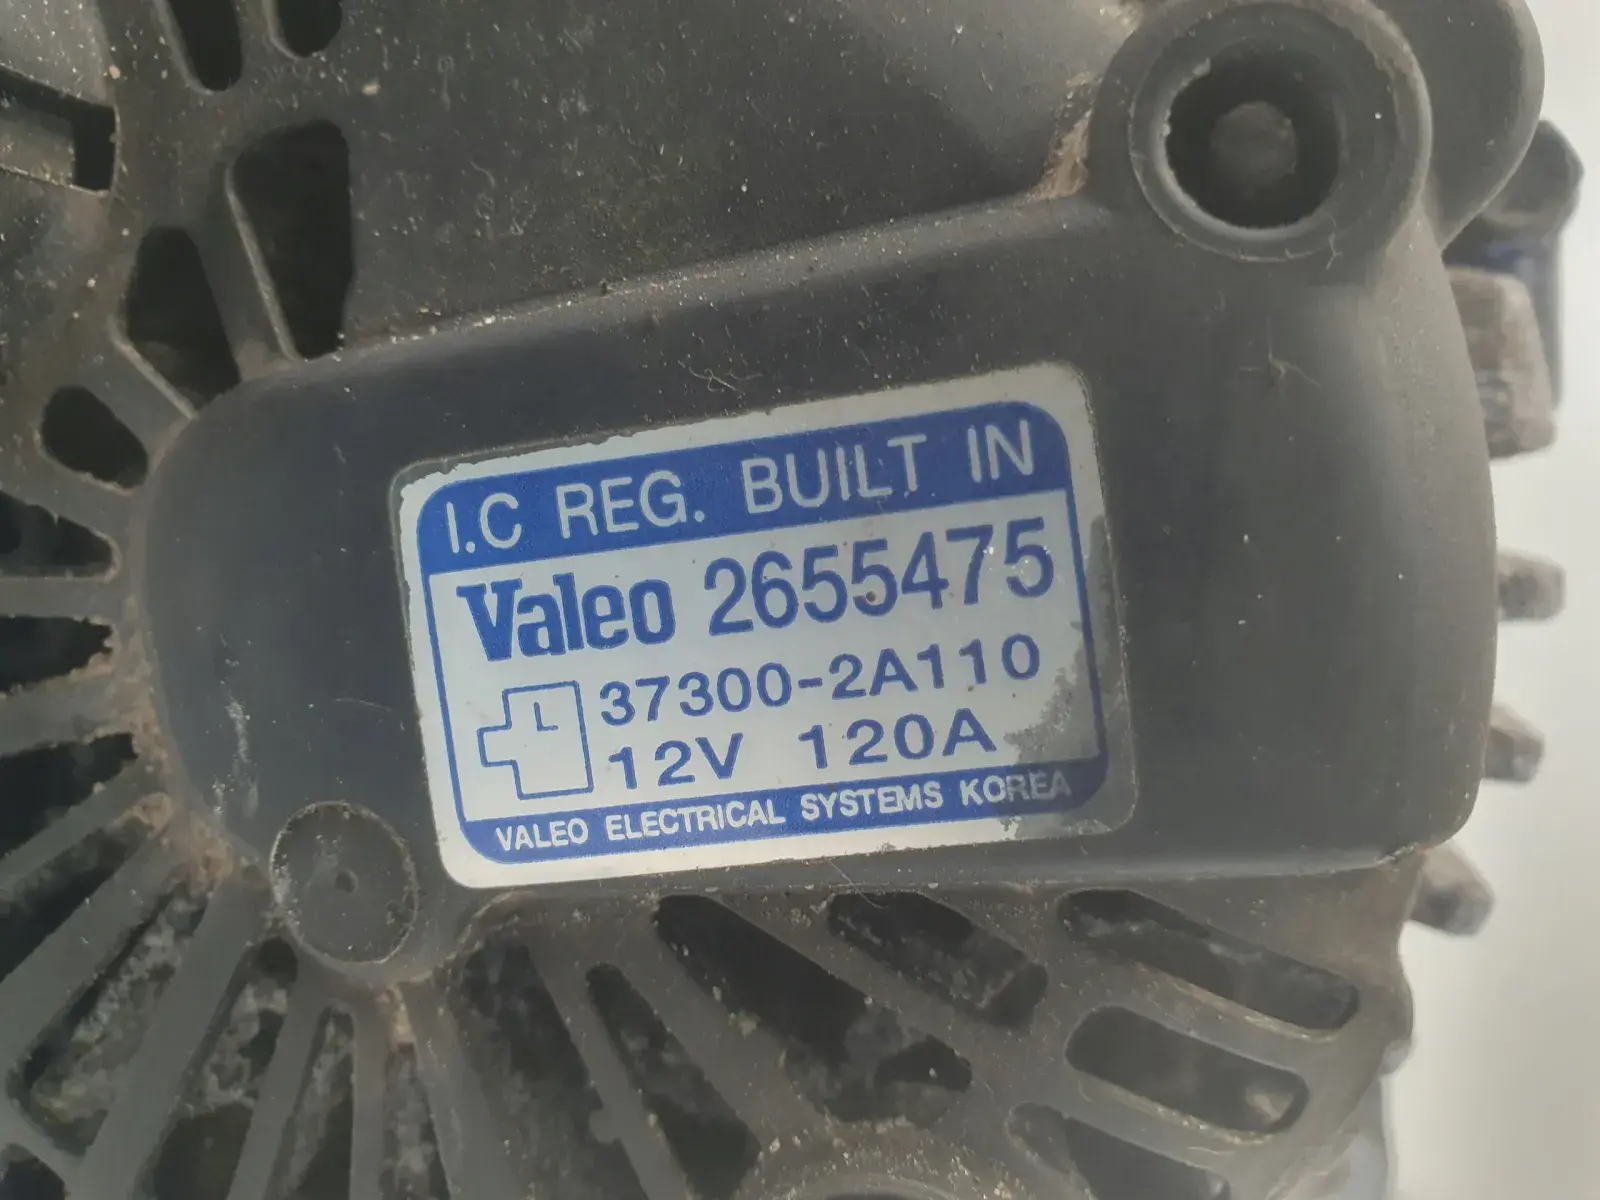 I.C REG. BUILT IN
Valeo 2655475
37300-2A110
L
12V 120A
VALEO ELECTRICAL SYSTEMS KOREA